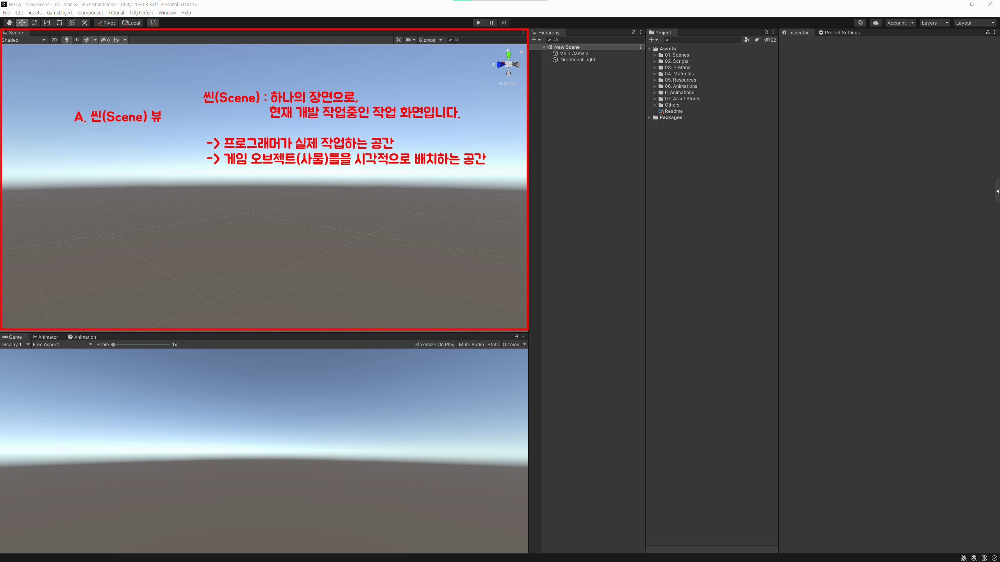 META - New Scene - PC, Mac & Linux Standalone - Unity 2020.3.34f1 Personal <DX11>
File Edit Assets GameObject Component Tutorial PolyPerfect Window Help
Pivot Local Account Layers Layout
Scene
Shaded 2D 0 Gizmos All
y
z
Persp
A. 씬(Scene) 뷰
씬(Scene) : 하나의 장면으로,
현재 개발 작업중인 작업 화면입니다.
-> 프로그래머가 실제 작업하는 공간
-> 게임 오브젝트(사물)들을 시각적으로 배치하는 공간
Game Animator Animation
Display 1 Free Aspect Scale 1x Maximize On Play Mute Audio Stats Gizmos
Hierarchy
All
New Scene
Main Camera
Directional Light
Project
22
Assets
01. Scenes
02. Scripts
03. Prefabs
04. Materials
05. Resources
06. Animations
6. Animations
07. Asset Stores
Others
Readme
Packages
Inspector Project Settings